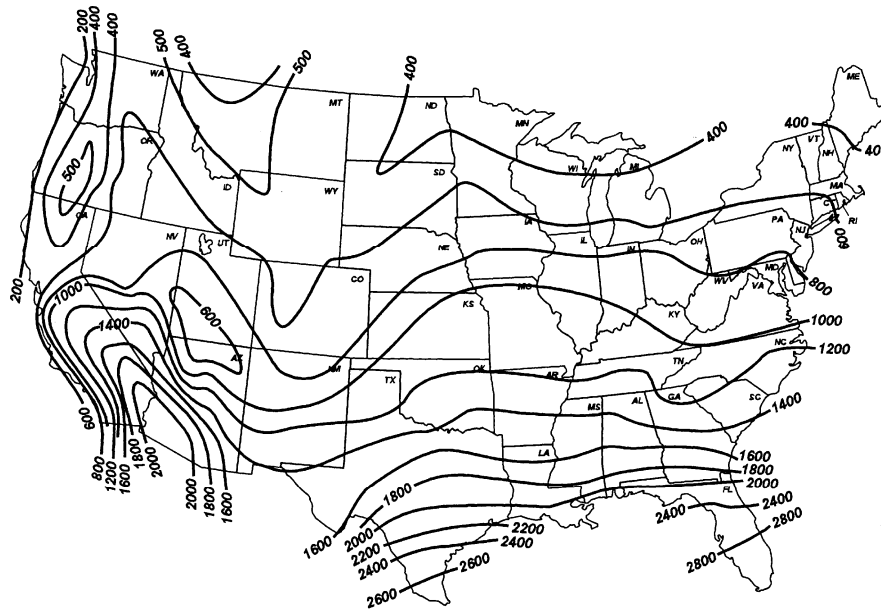 200
400
400
500
400
500
400
ME
WA
MT
ND
MN
400
400
VT
NY
NH
400
OR
WI
MI
500
SD
MA
ID
WY
CA
IA
PA
NJ
RI
600
NV
UT
NE
IL
IN
OH
MD
200
1000
CO
WV
VA
800
600
KS
MO
KY
1000
1400
NC
1200
AZ
NM
TX
OK
AR
TN
GA
SC
MS
AL
1400
600
LA
1600
800
1200
1600
1800
2000
2000
1800
1600
1800
1800
2000
FL
1600
2000
2200
2400
2600
2200
2400
2600
2400
2400
2800
2800